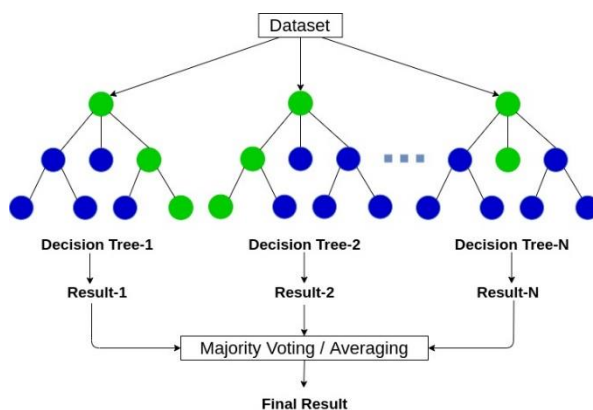 Dataset
Decision Tree-1
Decision Tree-2
Decision Tree-N
Result-1
Result-2
Result-N
Majority Voting / Averaging
Final Result